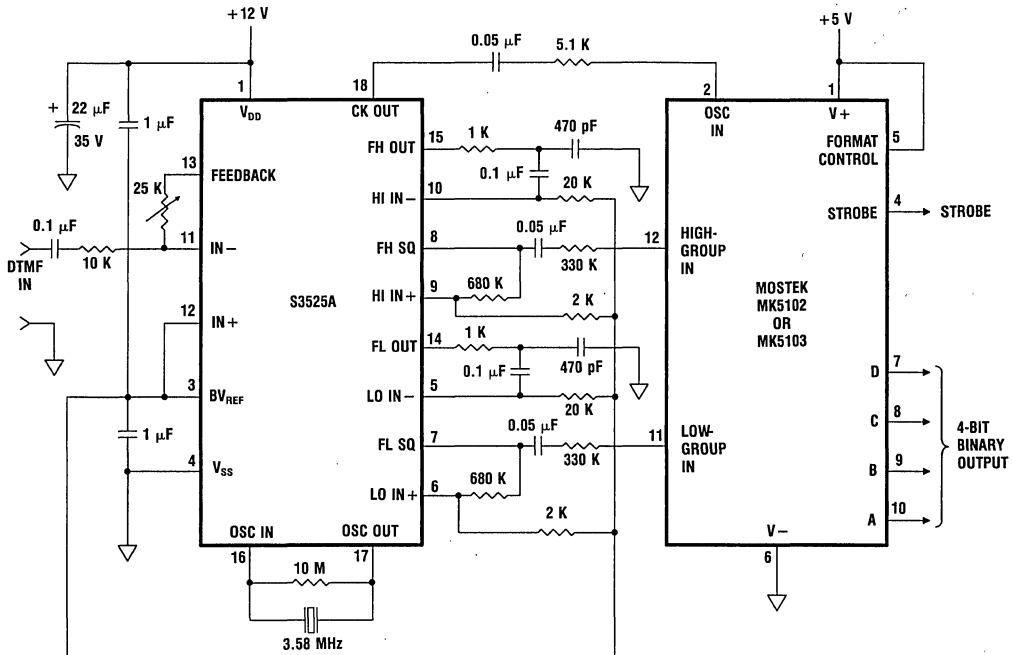 +12 V
+5 V
0.05 µF
5.1 K
1
18
2
1
VDD
CK OUT
OSC
IN
V+
+
22 µF
35 V
1 µF
15
FH OUT
1 K
470 pF
5
FORMAT
CONTROL
13
FEEDBACK
0.1 µF
25 K
10
HI IN-
20 K
4
STROBE
STROBE
0.1 µF
10 K
DTMF
IN
11
IN-
8
FH SQ
0.05 µF
330 K
12
HIGH-
GROUP
IN
680 K
9
HI IN+
S3525A
2 K
MOSTEK
MK5102
OR
MK5103
12
IN+
14
FL OUT
1 K
470 pF
0.1 µF
D
7
3
BVREF
5
LO IN-
20 K
C
8
4-BIT
BINARY
OUTPUT
1 µF
7
FL SQ
0.05 µF
330 K
11
LOW-
GROUP
IN
B
9
4
VSS
680 K
6
LO IN+
A
10
2 K
OSC IN
OSC OUT
V-
16
17
6
10 M
3.58 MHz